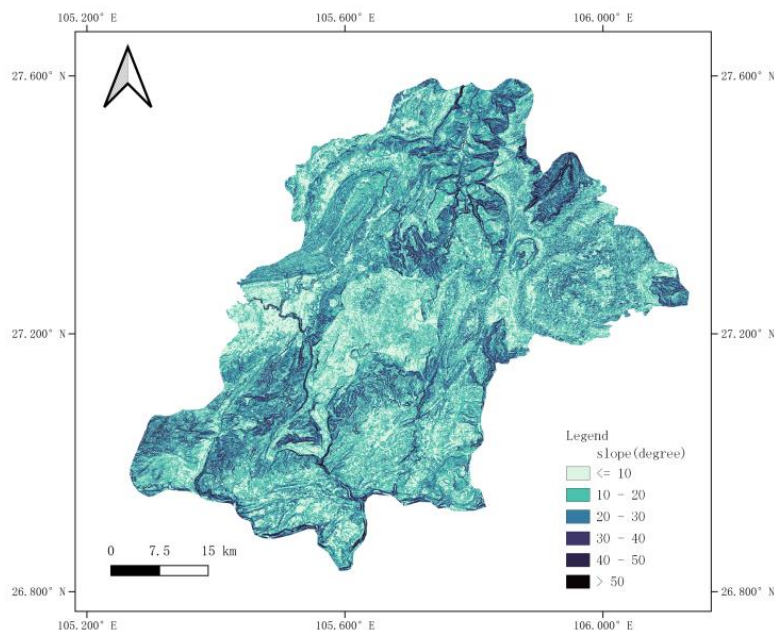 105.200° E 105.600° E 106.000° E
27.600° N 27.600° N
27.200° N 27.200° N
Legend
slope(degree)
<= 10
10 - 20
20 - 30
30 - 40
40 - 50
> 50
0 7.5 15 km
26.800° N 26.800° N
105.200° E 105.600° E 106.000° E